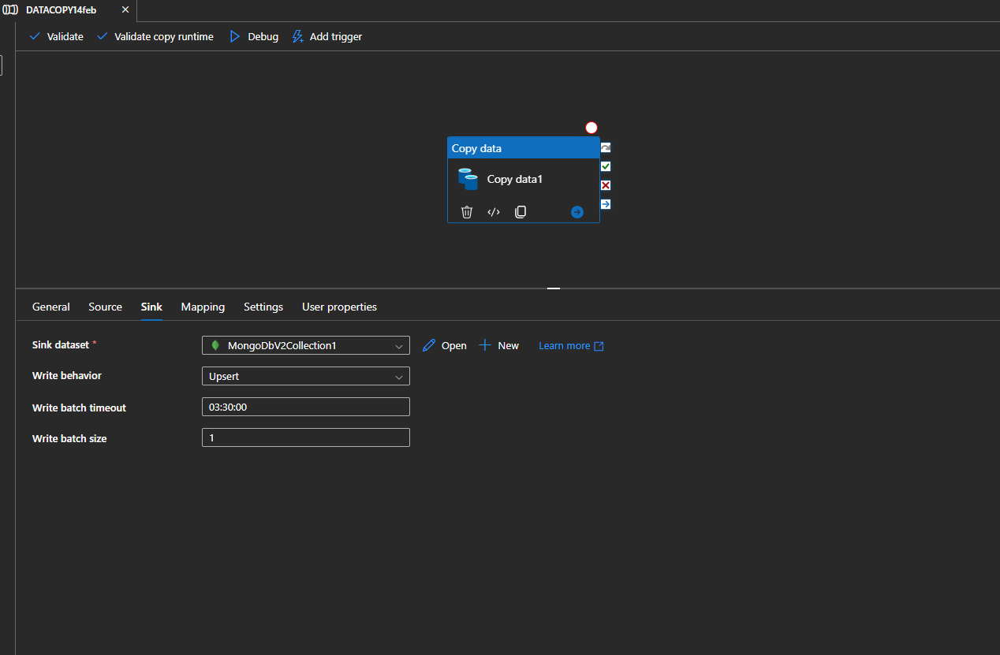 DATACOPY14feb
Validate Validate copy runtime Debug Add trigger
Copy data
Copy data1
General Source Sink Mapping Settings User properties
Sink dataset * MongoDbV2Collection1 Open New Learn more
Write behavior Upsert
Write batch timeout 03:30:00
Write batch size 1